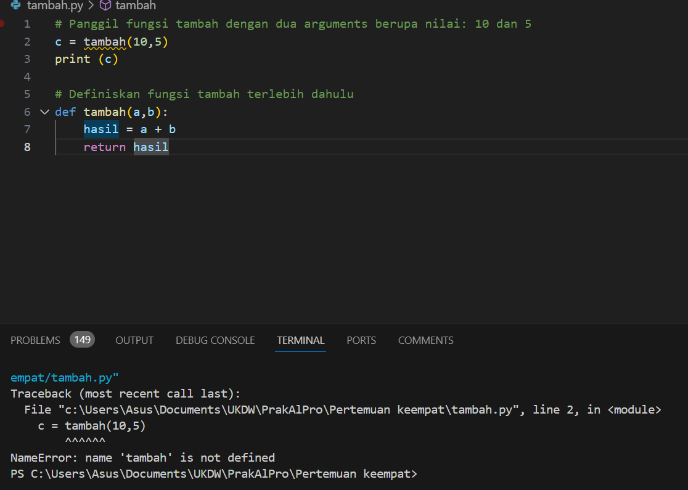 tambah.py > tambah
1 # Panggil fungsi tambah dengan dua arguments berupa nilai: 10 dan 5
2 c = tambah(10,5)
3 print (c)
4
5 # Definiskan fungsi tambah terlebih dahulu
6 def tambah(a,b):
7     hasil = a + b
8     return hasil
PROBLEMS 149 OUTPUT DEBUG CONSOLE TERMINAL PORTS COMMENTS
empat/tambah.py"
Traceback (most recent call last):
  File "c:\Users\Asus\Documents\UKDW\PrakAlPro\Pertemuan keempat\tambah.py", line 2, in <module>
    c = tambah(10,5)
        ^^^^^^
NameError: name 'tambah' is not defined
PS C:\Users\Asus\Documents\UKDW\PrakAlPro\Pertemuan keempat>